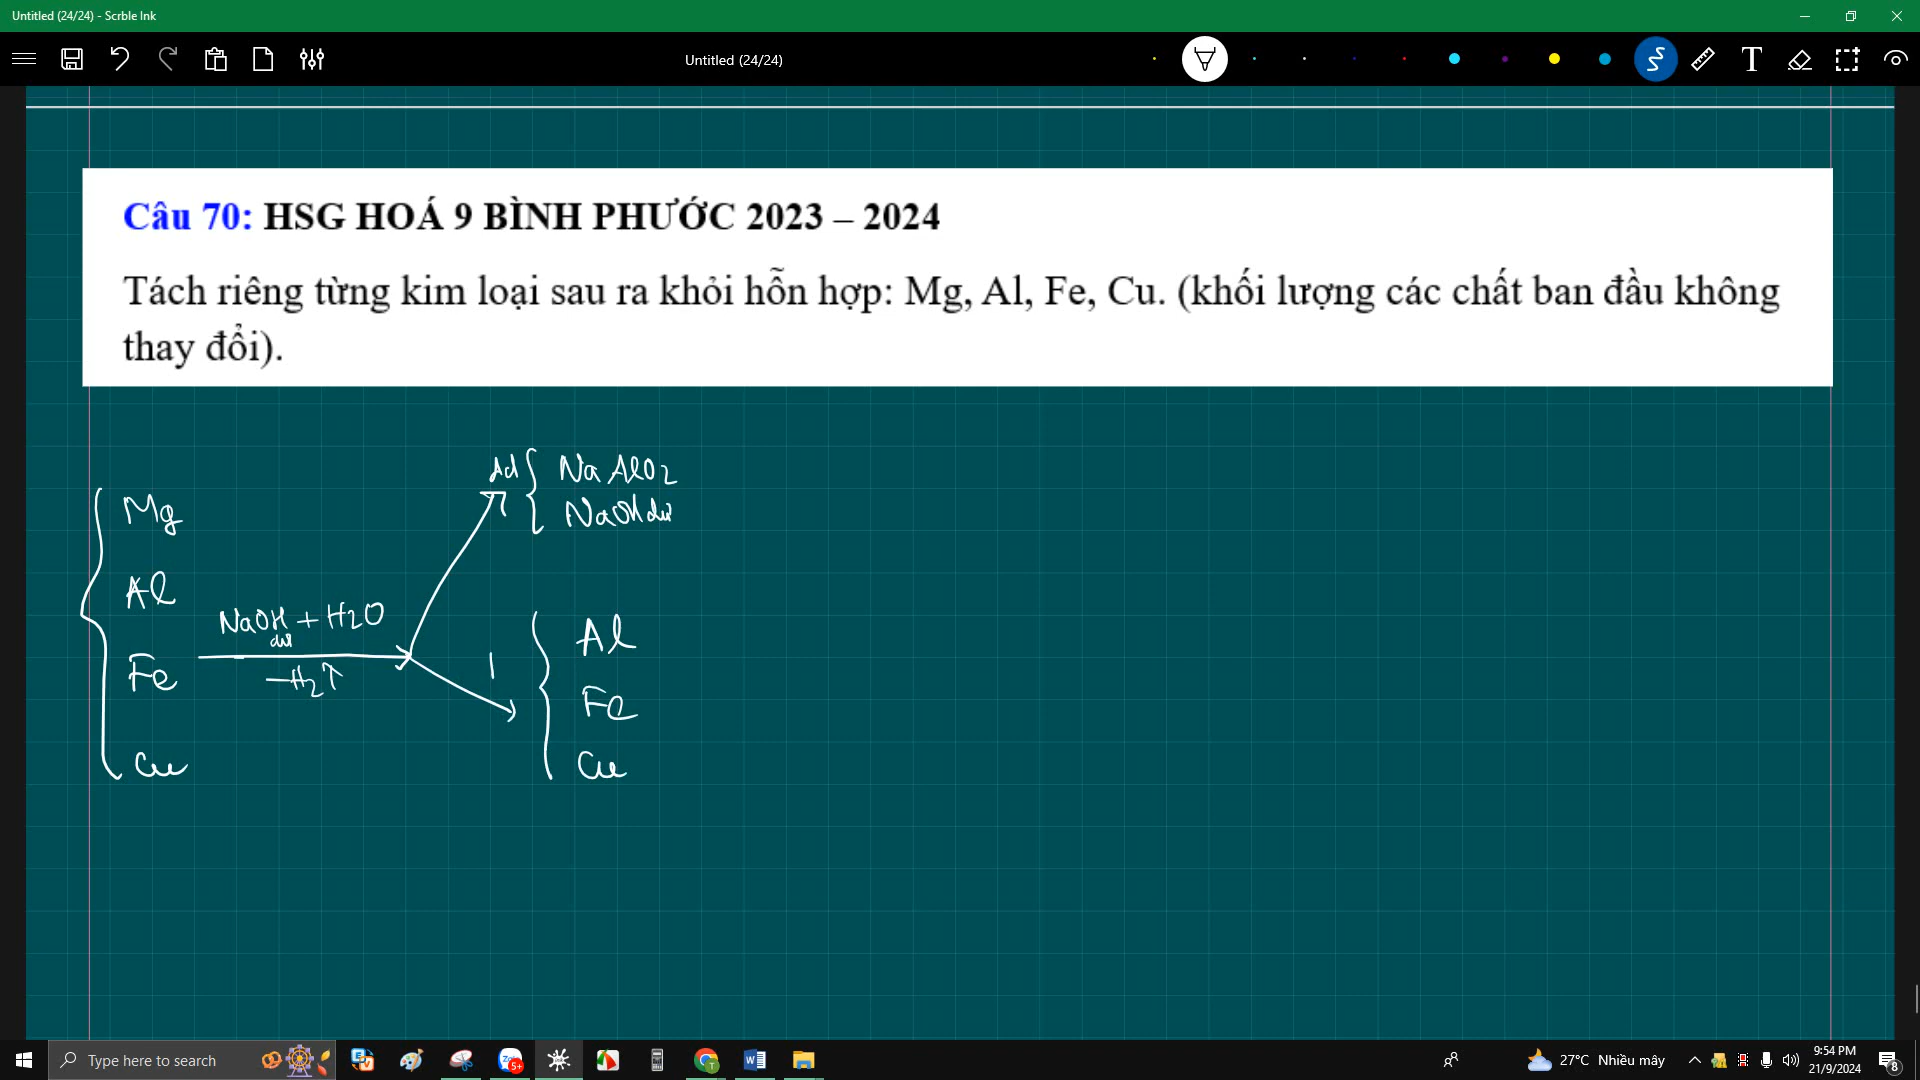 Untitled (24/24) - Scrble Ink
Untitled (24/24)
T
Câu 70: HSG HOÁ 9 BÌNH PHƯỚC 2023 – 2024
Tách riêng từng kim loại sau ra khỏi hỗn hợp: Mg, Al, Fe, Cu. (khối lượng các chất ban đầu không
thay đổi).
dd NaAlO2
NaOH dư
Mg
Al
NaOH + H2O
dư
Fe
-H2↑
Cu
Al
Fe
Cu
Type here to search
27°C Nhiều mây
9:54 PM
21/9/2024
5+
8